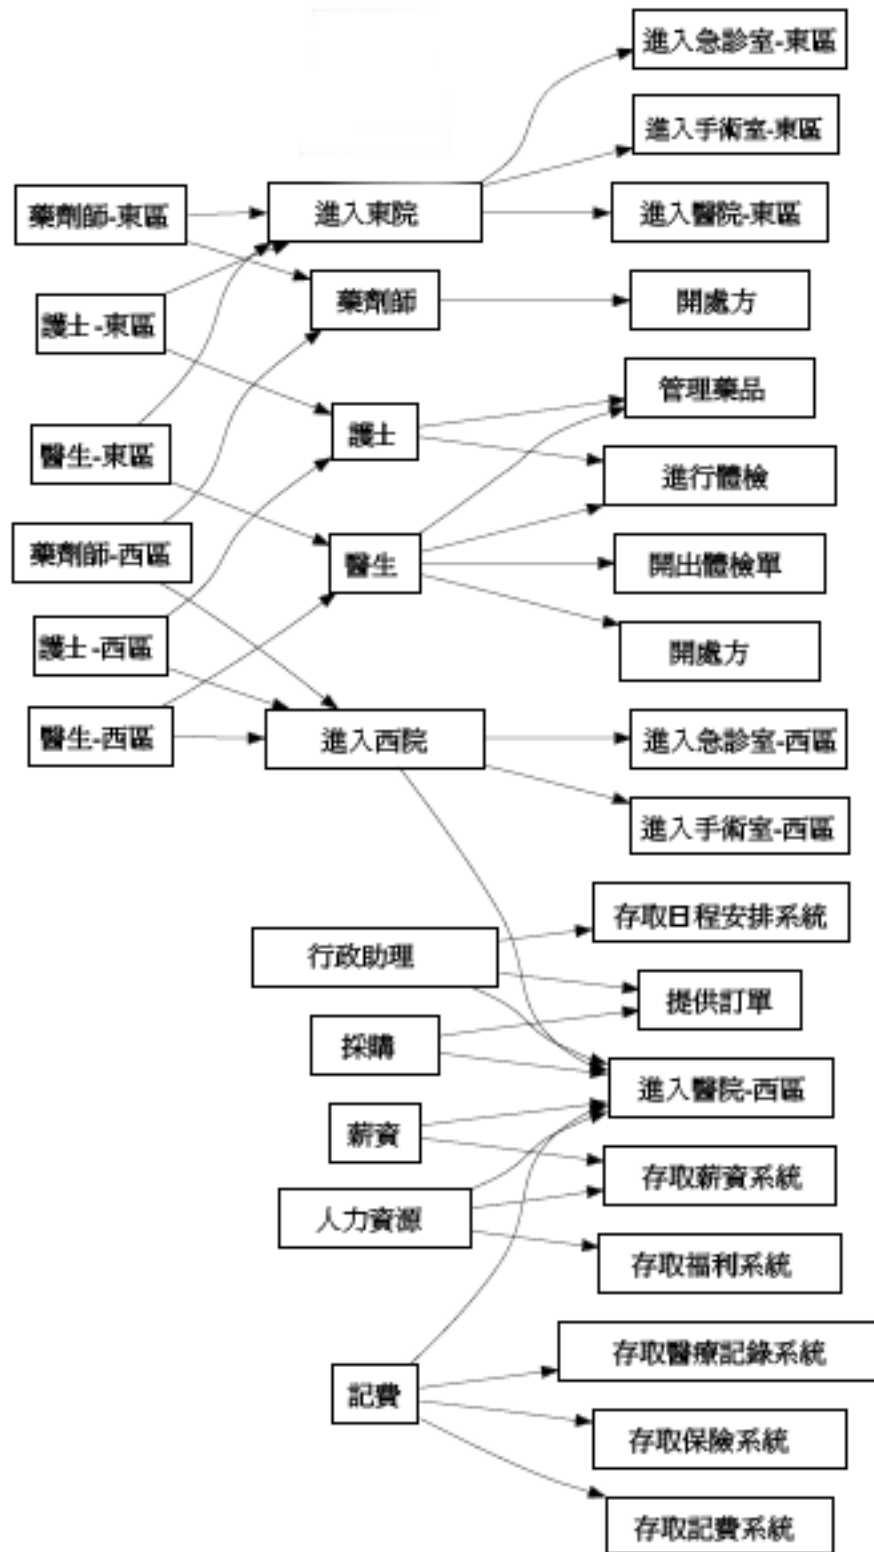 進入急診室-東區
進入手術室-東區
藥劑師-東區
進入東院
進入醫院-東區
護士-東區
藥劑師
開處方
管理藥品
醫生-東區
護士
進行體檢
藥劑師-西區
醫生
開出體檢單
護士-西區
開處方
醫生-西區
進入西院
進入急診室-西區
進入手術室-西區
存取日程安排系統
行政助理
提供訂單
採購
進入醫院-西區
薪資
存取薪資系統
人力資源
存取福利系統
存取醫療記錄系統
記費
存取保險系統
存取記費系統